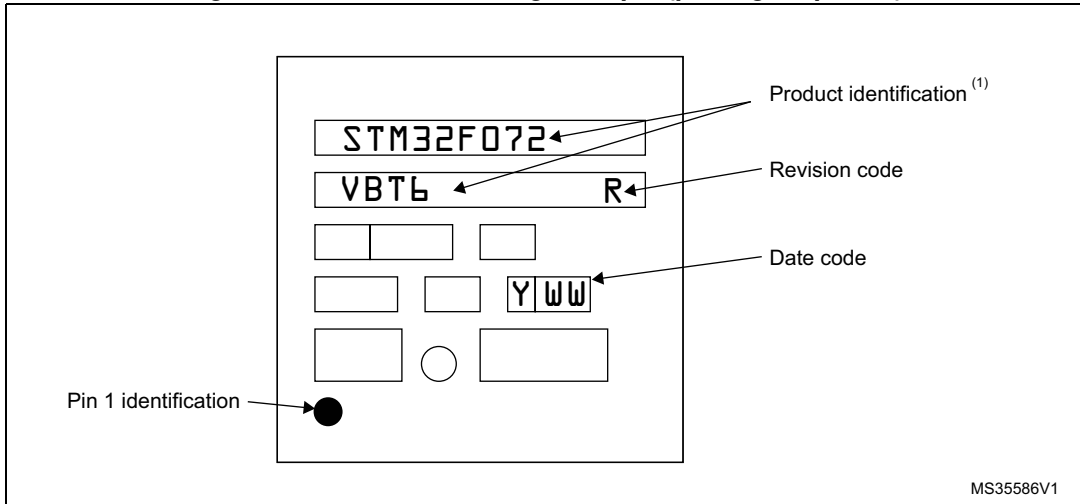 Product identification (1)
STM32F072
Revision code
VBT6 R
Date code
Y WW
Pin 1 identification
MS35586V1